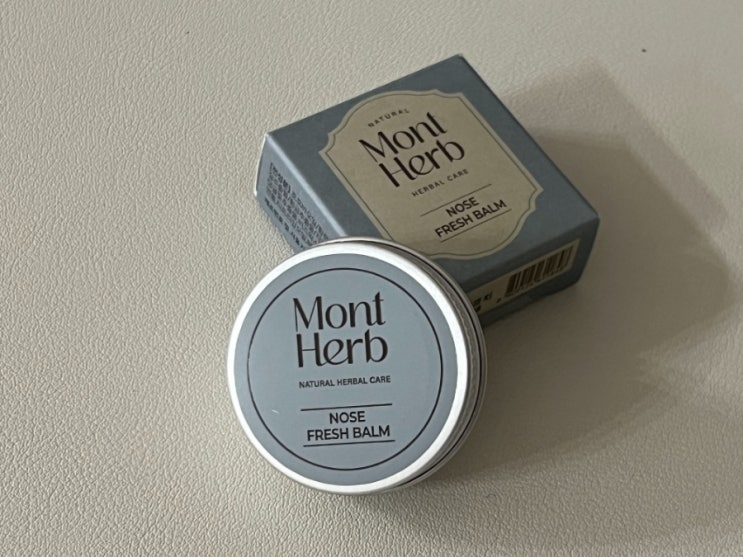 NATURAL
Mont
Herb
HERBAL CARE
NOSE
FRESH BALM
Mont
Herb
NATURAL HERBAL CARE
NOSE
FRESH BALM